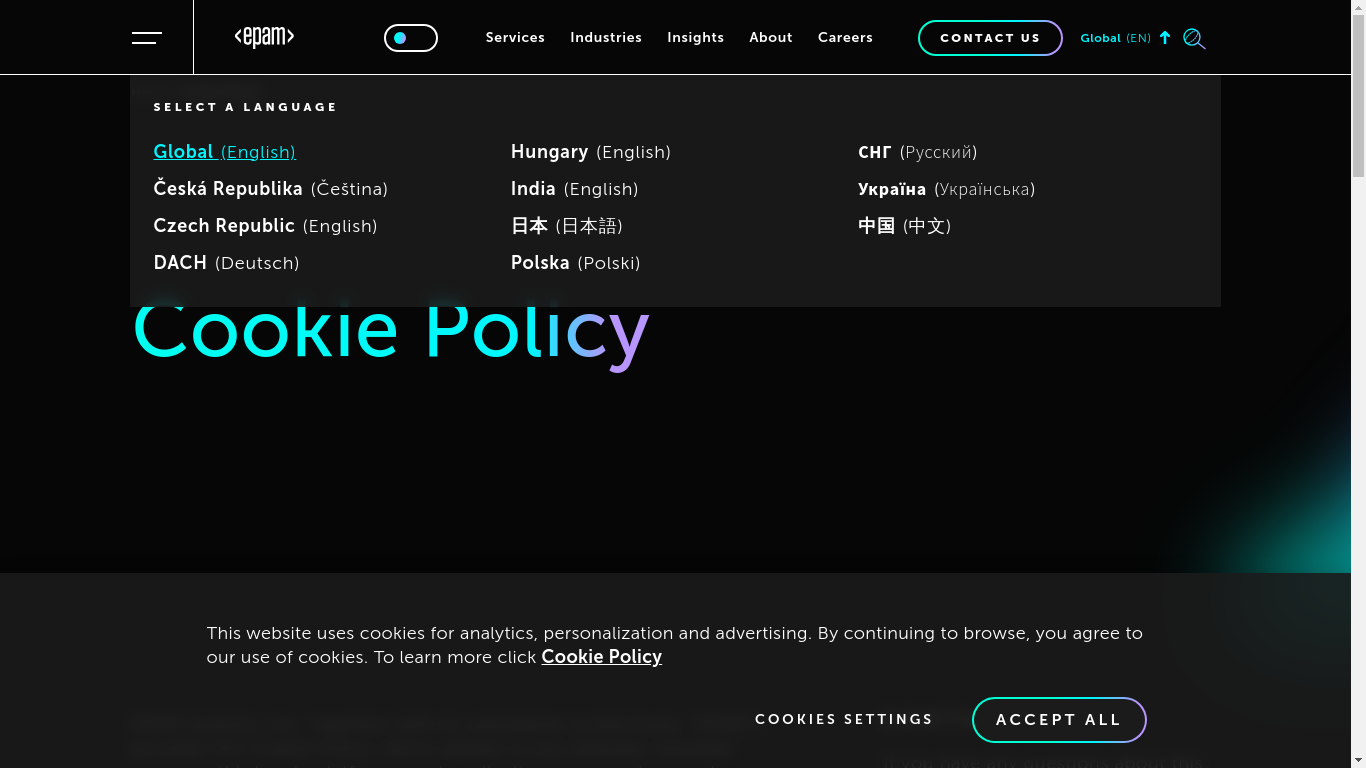 <epam>
Services Industries Insights About Careers CONTACT US Global (EN)
SELECT A LANGUAGE
Global (English)
Česká Republika (Čeština)
Czech Republic (English)
DACH (Deutsch)
Hungary (English)
India (English)
日本 (日本語)
Polska (Polski)
СНГ (Русский)
Україна (Українська)
中国 (中文)
Cookie Policy
This website uses cookies for analytics, personalization and advertising. By continuing to browse, you agree to
our use of cookies. To learn more click Cookie Policy
COOKIES SETTINGS ACCEPT ALL